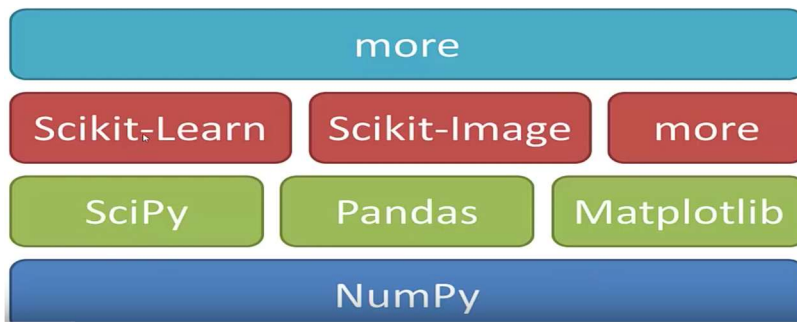 more
Scikit-Learn Scikit-Image more
SciPy Pandas Matplotlib
NumPy